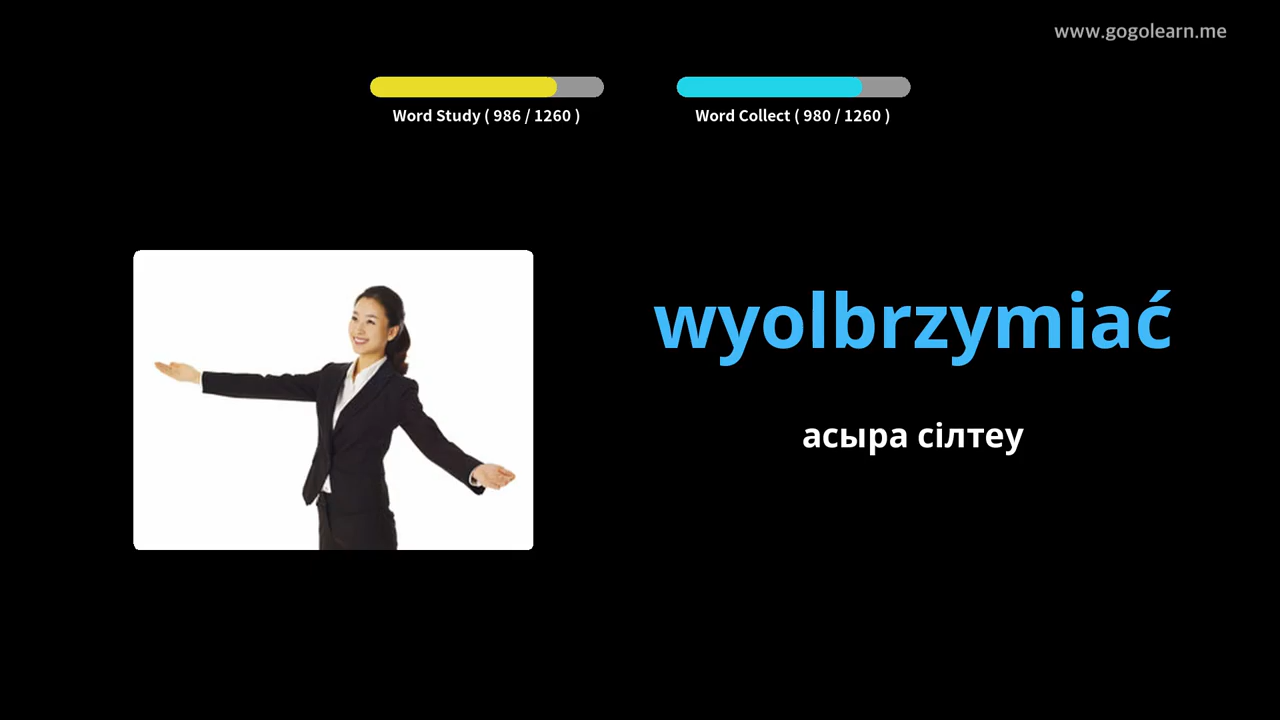 www.gogolearn.me
Word Study ( 986 / 1260 )
Word Collect ( 980 / 1260 )
wyolbrzymiać
асыра сілтеу